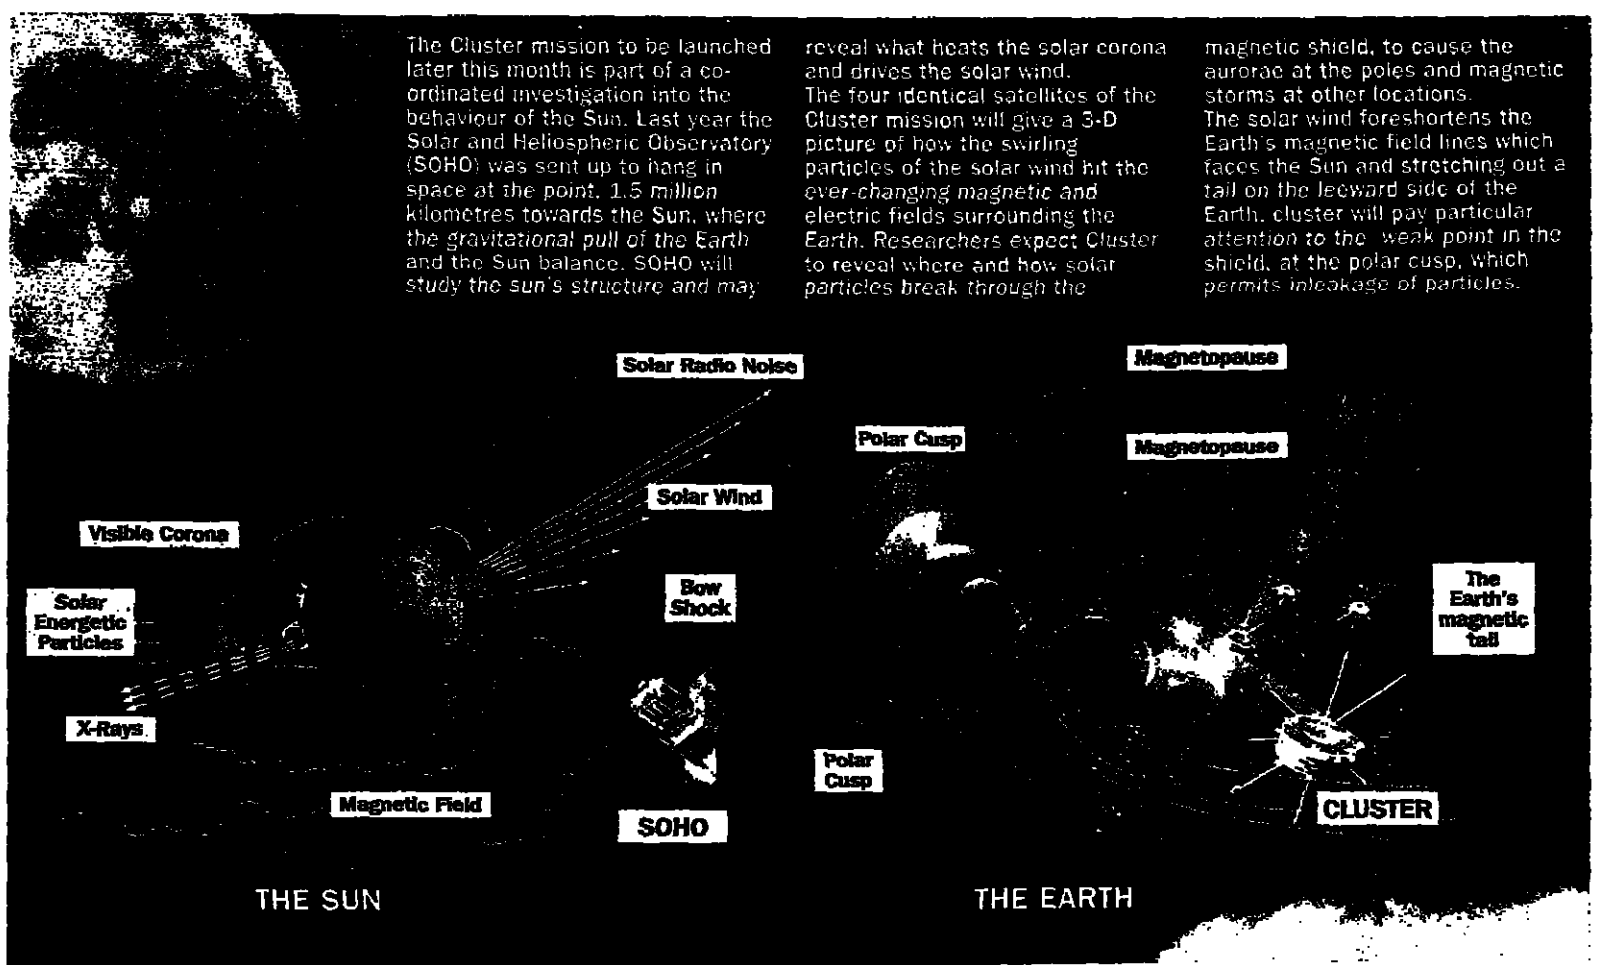 The Cluster mission to be launched
later this month is part of a co-
ordinated investigation into the
behaviour of the Sun. Last year the
Solar and Heliospheric Observatory
(SOHO) was sent up to hang in
space at the point, 1.5 million
kilometres towards the Sun, where
the gravitational pull of the Earth
and the Sun balance. SOHO will
study the sun's structure and may
reveal what heats the solar corona
and drives the solar wind.
The four identical satellites of the
Cluster mission will give a 3-D
picture of how the swirling
particles of the solar wind hit the
ever-changing magnetic and
electric fields surrounding the
Earth. Researchers expect Cluster
to reveal where and how solar
particles break through the
magnetic shield, to cause the
aurorae at the poles and magnetic
storms at other locations.
The solar wind foreshortens the
Earth's magnetic field lines which
faces the Sun and stretching out a
tail on the leeward side of the
Earth. cluster will pay particular
attention to the weak point in the
shield, at the polar cusp, which
permits inleakage of particles.
Solar Radio Noise
Solar Wind
Visible Corona
Solar
Energetic
Particles
X-Rays
Magnetic Field
Bow
Shock
SOHO
THE SUN
Magnetopause
Polar Cusp
Magnetopause
The
Earth's
magnetic
tail
Polar
Cusp
CLUSTER
THE EARTH